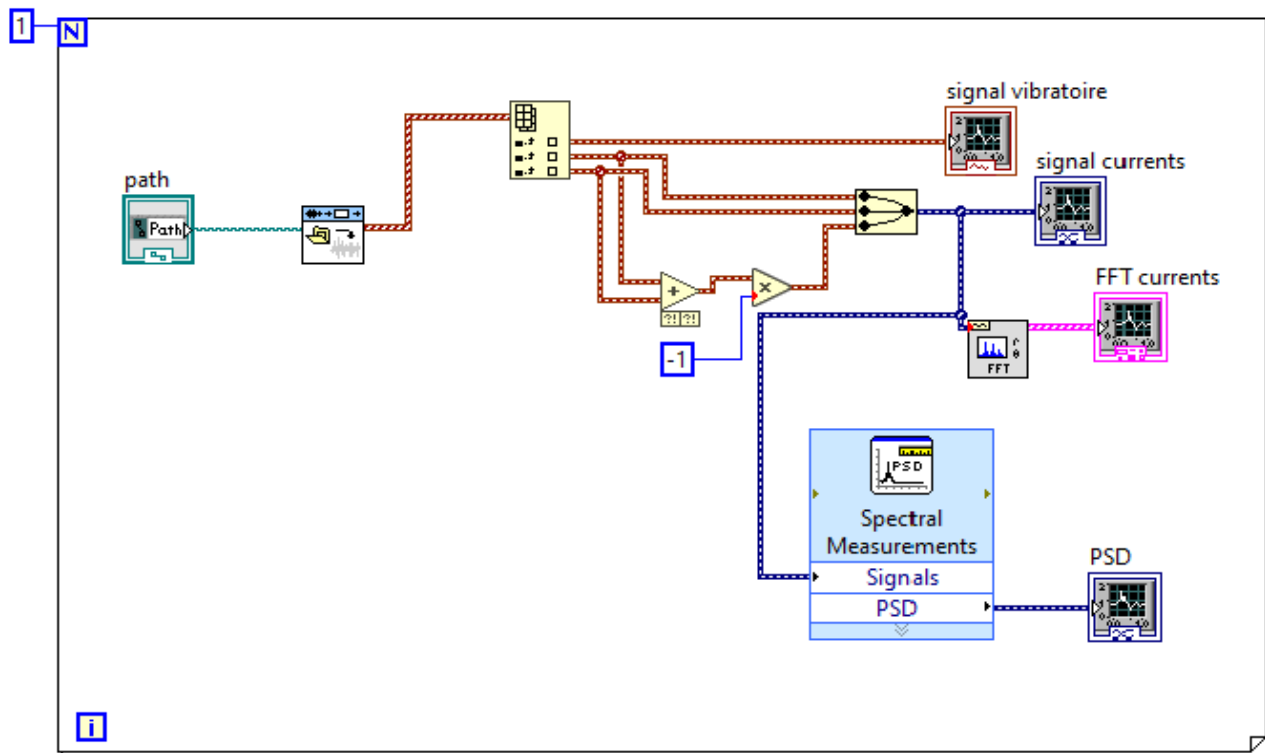 1
N
signal vibratoire
signal currents
path
Path
FFT currents
-1
FFT
PSD
Spectral
Measurements
Signals
PSD
PSD
i